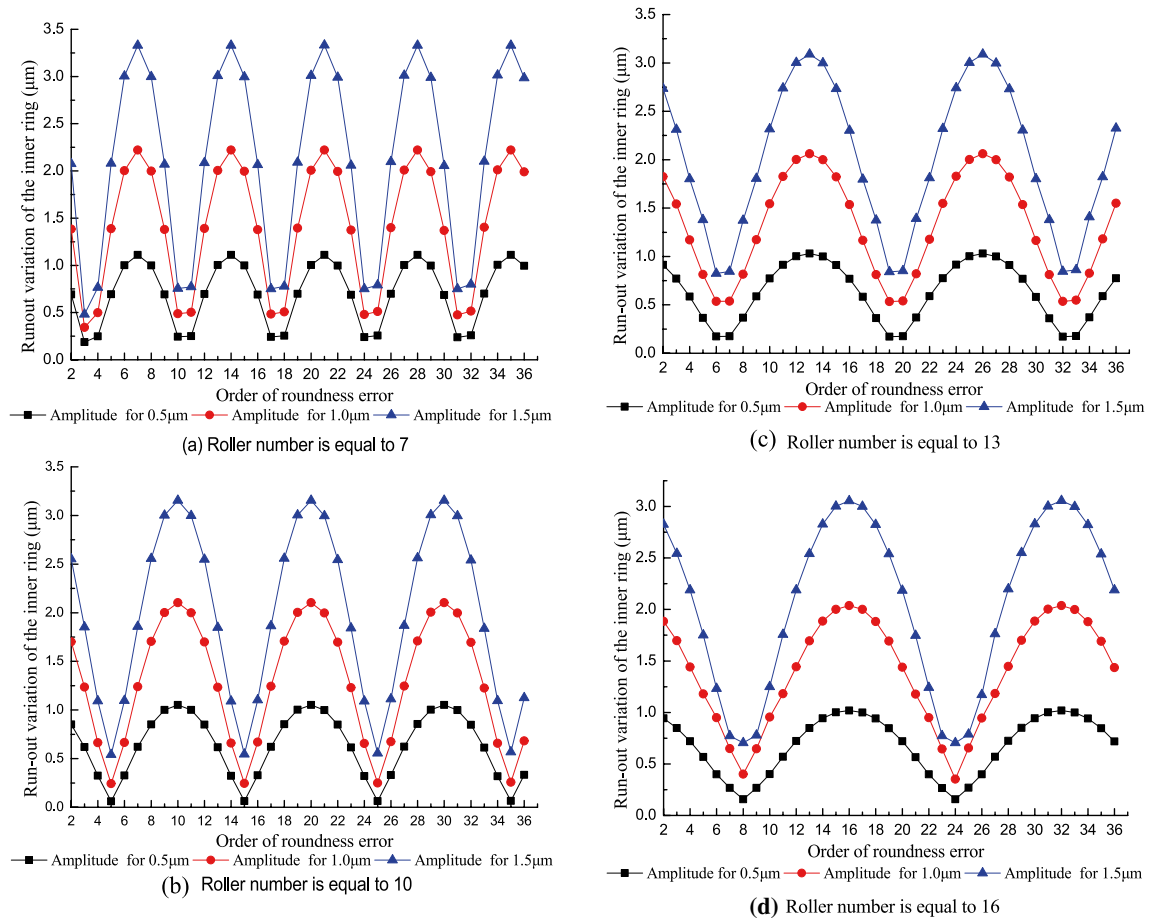 Runout variation of the inner ring (μm)
3.5
3.0
2.5
2.0
1.5
1.0
0.5
0.0
2 4 6 8 10 12 14 16 18 20 22 24 26 28 30 32 34 36
Order of roundness error
Amplitude for 0.5μm Amplitude for 1.0μm Amplitude for 1.5μm
(a) Roller number is equal to 7
Run-out variation of the inner ring (μm)
3.5
3.0
2.5
2.0
1.5
1.0
0.5
0.0
2 4 6 8 10 12 14 16 18 20 22 24 26 28 30 32 34 36
Order of roundness error
Amplitude for 0.5μm Amplitude for 1.0μm Amplitude for 1.5μm
(b) Roller number is equal to 10
Run-out variation of the inner ring (μm)
3.5
3.0
2.5
2.0
1.5
1.0
0.5
0.0
2 4 6 8 10 12 14 16 18 20 22 24 26 28 30 32 34 36
Order of roundness error
Amplitude for 0.5μm Amplitude for 1.0μm Amplitude for 1.5μm
(c) Roller number is equal to 13
Run-out variation of the inner ring (μm)
3.0
2.5
2.0
1.5
1.0
0.5
0.0
2 4 6 8 10 12 14 16 18 20 22 24 26 28 30 32 34 36
Order of roundness error
Amplitude for 0.5μm Amplitude for 1.0μm Amplitude for 1.5μm
(d) Roller number is equal to 16